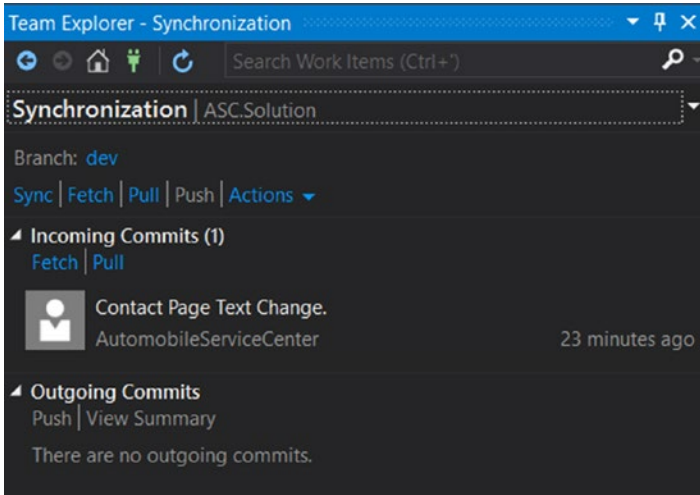 Team Explorer - Synchronization
Search Work Items (Ctrl+')
Synchronization | ASC.Solution
Branch: dev
Sync | Fetch | Pull | Push | Actions
Incoming Commits (1)
Fetch | Pull
Contact Page Text Change.
AutomobileServiceCenter 23 minutes ago
Outgoing Commits
Push | View Summary
There are no outgoing commits.